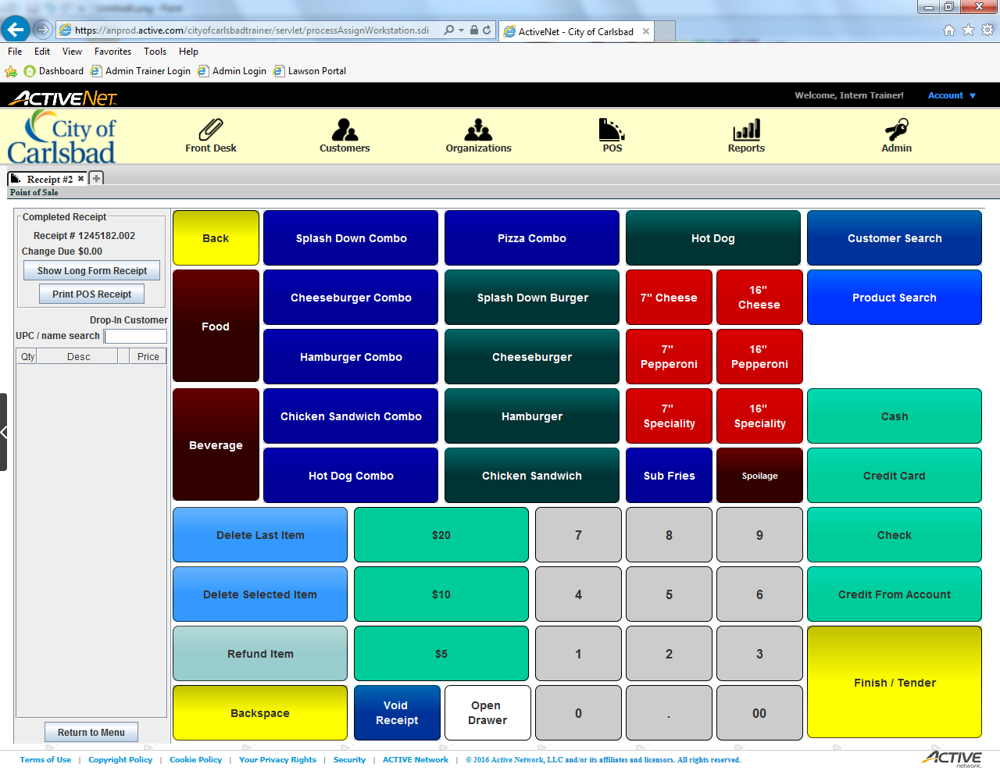 https://anprod.active.com/cityofcarlsbadtrainer/servlet/processAssignWorkstation.sdi
ActiveNet - City of Carlsbad
File Edit View Favorites Tools Help
Dashboard Admin Trainer Login Admin Login Lawson Portal
ACTIVENET
Welcome, Intern Trainer! Account
City of
Carlsbad
Front Desk Customers Organizations POS Reports Admin
Receipt #2
Point of Sale
Completed Receipt
Receipt # 1245182.002
Change Due $0.00
Show Long Form Receipt
Print POS Receipt
Drop-In Customer
UPC / name search
Qty Desc Price
Return to Menu
Back Splash Down Combo Pizza Combo Hot Dog Customer Search
Food Cheeseburger Combo Splash Down Burger 7" Cheese 16" Cheese Product Search
Hamburger Combo Cheeseburger 7" Pepperoni 16" Pepperoni
Beverage Chicken Sandwich Combo Hamburger 7" Speciality 16" Speciality Cash
Hot Dog Combo Chicken Sandwich Sub Fries Spoilage Credit Card
Delete Last Item $20 7 8 9 Check
Delete Selected Item $10 4 5 6 Credit From Account
Refund Item $5 1 2 3 Finish / Tender
Backspace Void Receipt Open Drawer 0 . 00
Terms of Use | Copyright Policy | Cookie Policy | Your Privacy Rights | Security | ACTIVE Network | © 2016 Active Network, LLC and/or its affiliates and licensors. All rights reserved.
ACTIVE
network